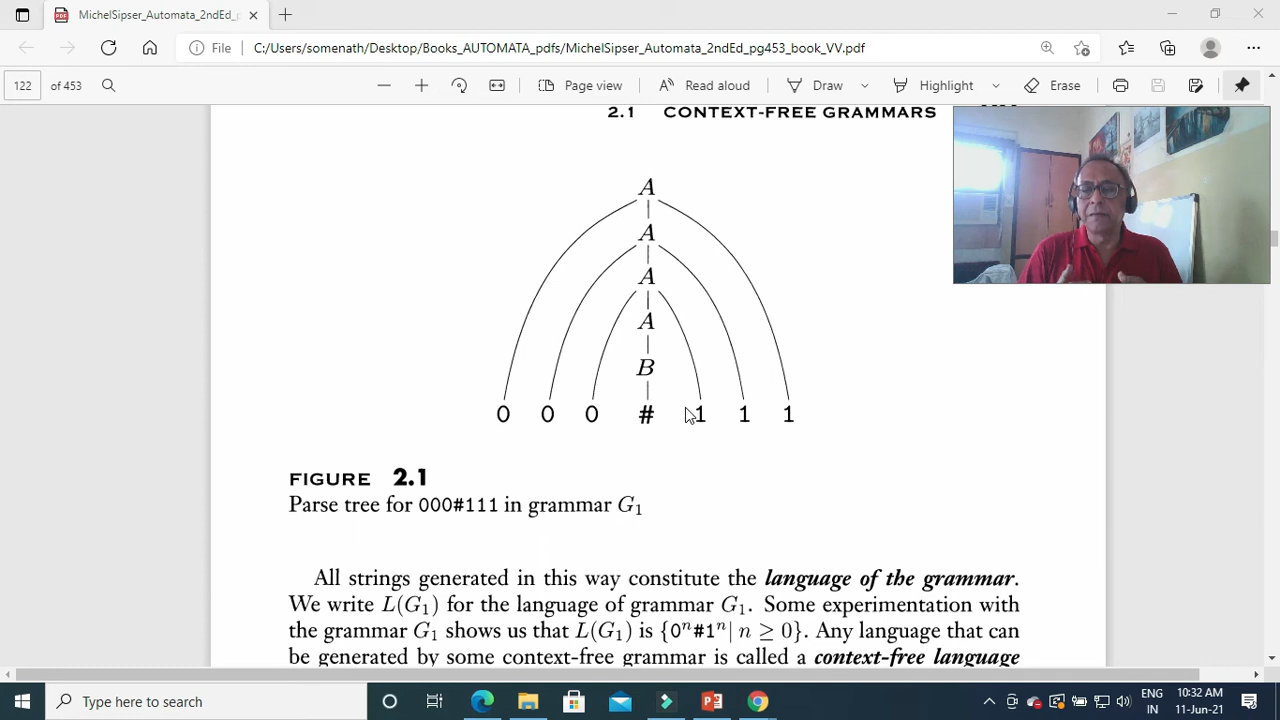 MichelSipser_Automata_2ndEd_p
File
C:/Users/somenath/Desktop/Books_AUTOMATA_pdfs/MichelSipser_Automata_2ndEd_pg453_book_VV.pdf
122 of 453
Page view
Read aloud
Draw
Highlight
Erase
2.1 CONTEXT-FREE GRAMMARS
A
A
A
A
B
0 0 0 # 1 1 1
FIGURE 2.1
Parse tree for 000#111 in grammar G₁
All strings generated in this way constitute the language of the grammar.
We write L(G₁) for the language of grammar G₁. Some experimentation with
the grammar G₁ shows us that L(G₁) is {0ⁿ#1ⁿ| n ≥ 0}. Any language that can
be generated by some context-free grammar is called a context-free language
Type here to search
ENG
IN
10:32 AM
11-Jun-21